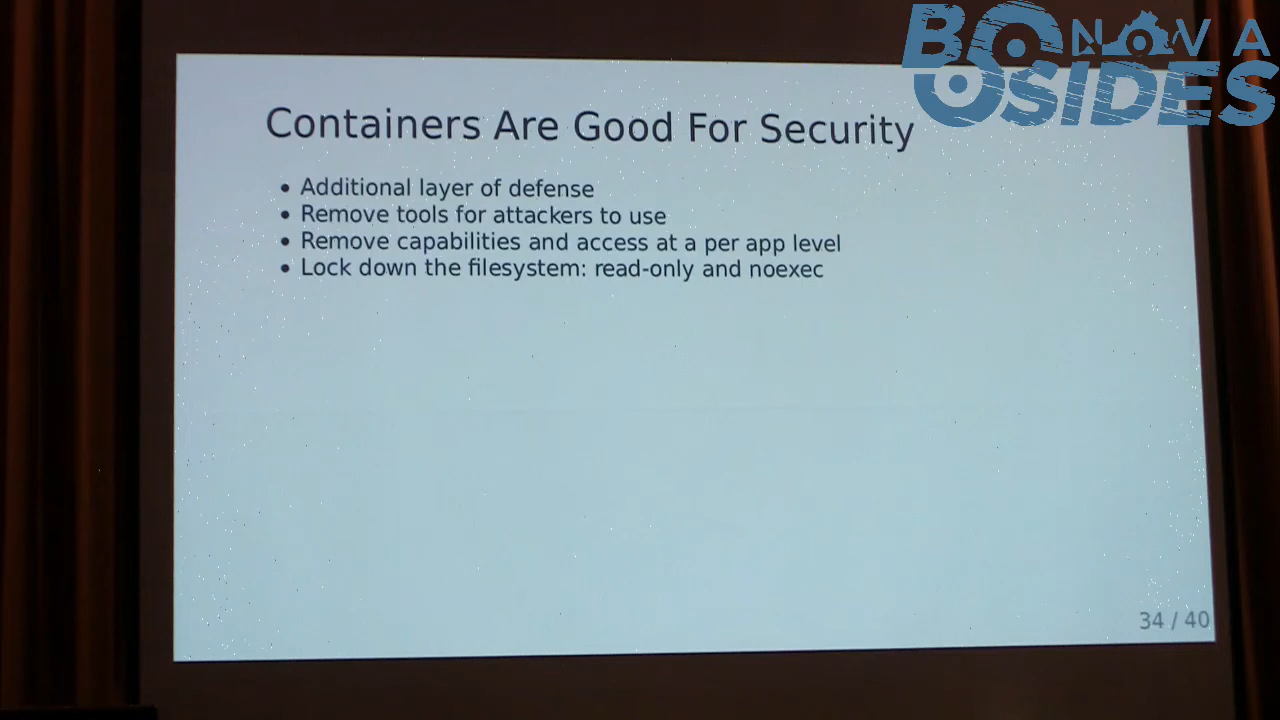 BSIDES
NOVA
Containers Are Good For Security
• Additional layer of defense
• Remove tools for attackers to use
• Remove capabilities and access at a per app level
• Lock down the filesystem: read-only and noexec
34 / 40